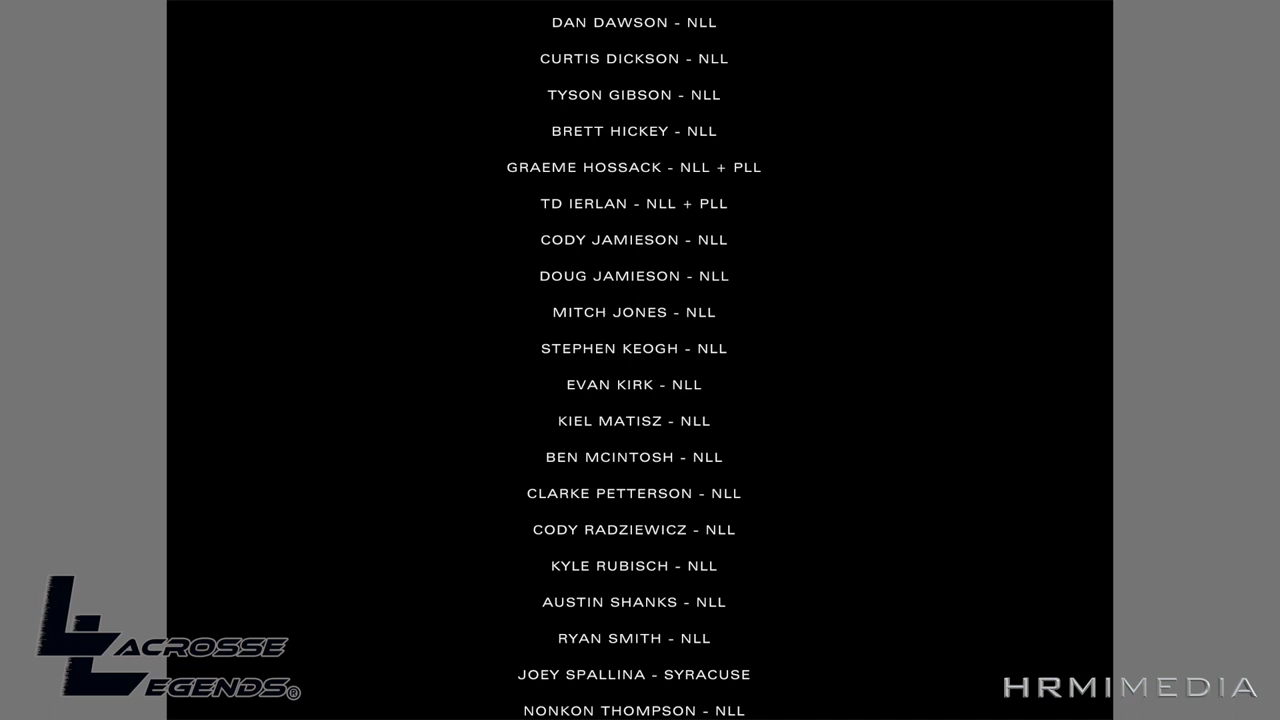 DAN DAWSON - NLL
CURTIS DICKSON - NLL
TYSON GIBSON - NLL
BRETT HICKEY - NLL
GRAEME HOSSACK - NLL + PLL
TD IERLAN - NLL + PLL
CODY JAMIESON - NLL
DOUG JAMIESON - NLL
MITCH JONES - NLL
STEPHEN KEOGH - NLL
EVAN KIRK - NLL
KIEL MATISZ - NLL
BEN MCINTOSH - NLL
CLARKE PETTERSON - NLL
CODY RADZIEWICZ - NLL
KYLE RUBISCH - NLL
AUSTIN SHANKS - NLL
RYAN SMITH - NLL
JOEY SPALLINA - SYRACUSE
NONKON THOMPSON - NLL
LACROSSE
LEGENDS®
HRMIMEDIA